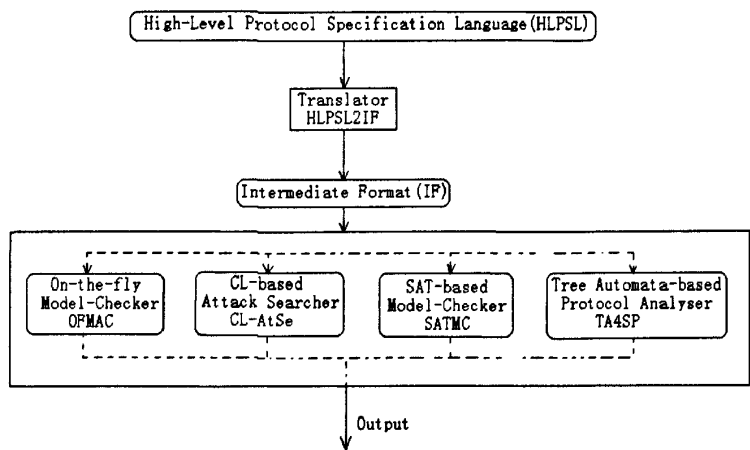 High-Level Protocol Specification Language(HLPSL)
Translator
HLPSL2IF
Intermediate Format(IF)
On-the-fly
Model-Checker
OFMAC
CL-based
Attack Searcher
CL-AtSe
SAT-based
Model-Checker
SATMC
Tree Automata-based
Protocol Analyser
TA4SP
Output